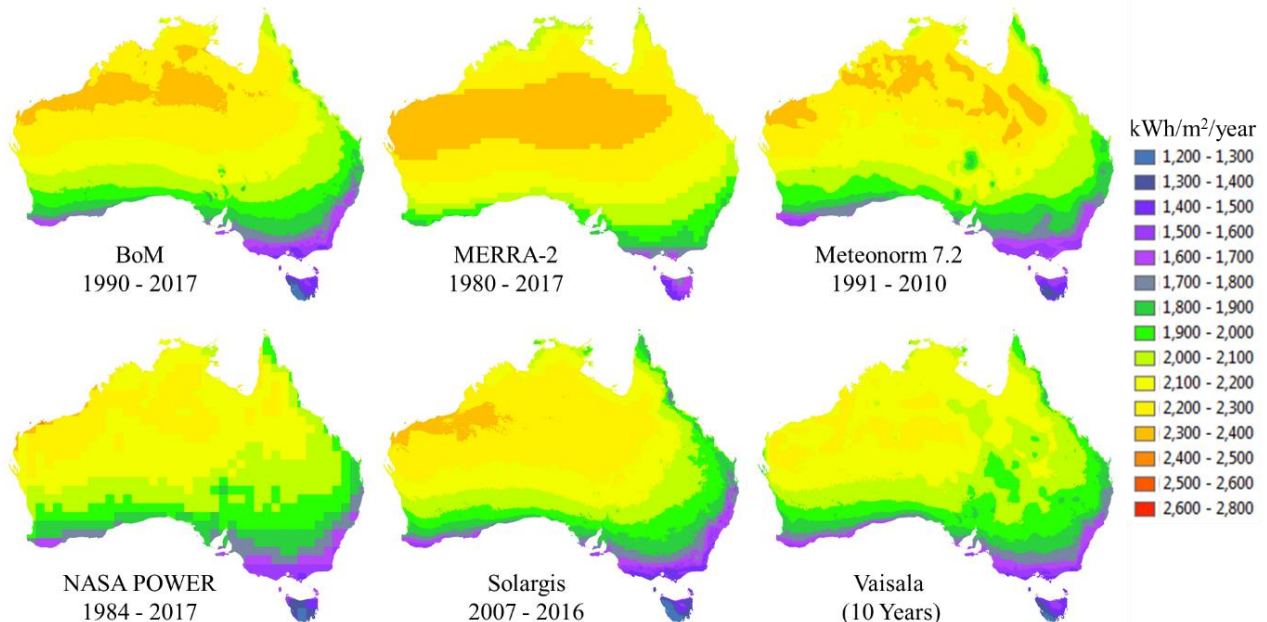 BoM
1990 - 2017
MERRA-2
1980 - 2017
Meteonorm 7.2
1991 - 2010
NASA POWER
1984 - 2017
Solargis
2007 - 2016
Vaisala
(10 Years)
kWh/m²/year
1,200 - 1,300
1,300 - 1,400
1,400 - 1,500
1,500 - 1,600
1,600 - 1,700
1,700 - 1,800
1,800 - 1,900
1,900 - 2,000
2,000 - 2,100
2,100 - 2,200
2,200 - 2,300
2,300 - 2,400
2,400 - 2,500
2,500 - 2,600
2,600 - 2,800